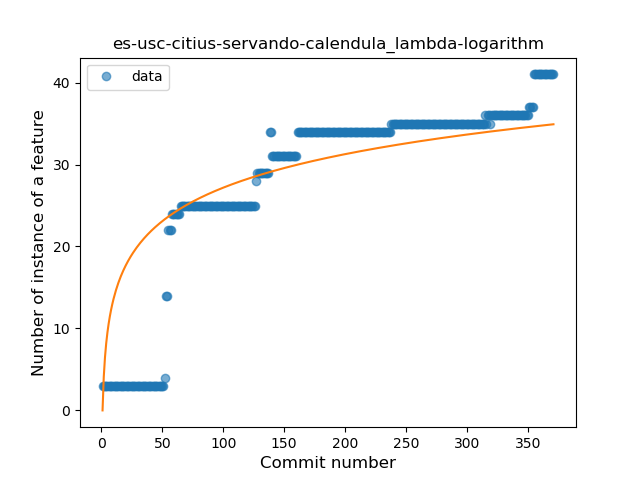 es-usc-citius-servando-calendula_lambda-logarithm
data
Number of instance of a feature
40
30
20
10
0
0 50 100 150 200 250 300 350
Commit number